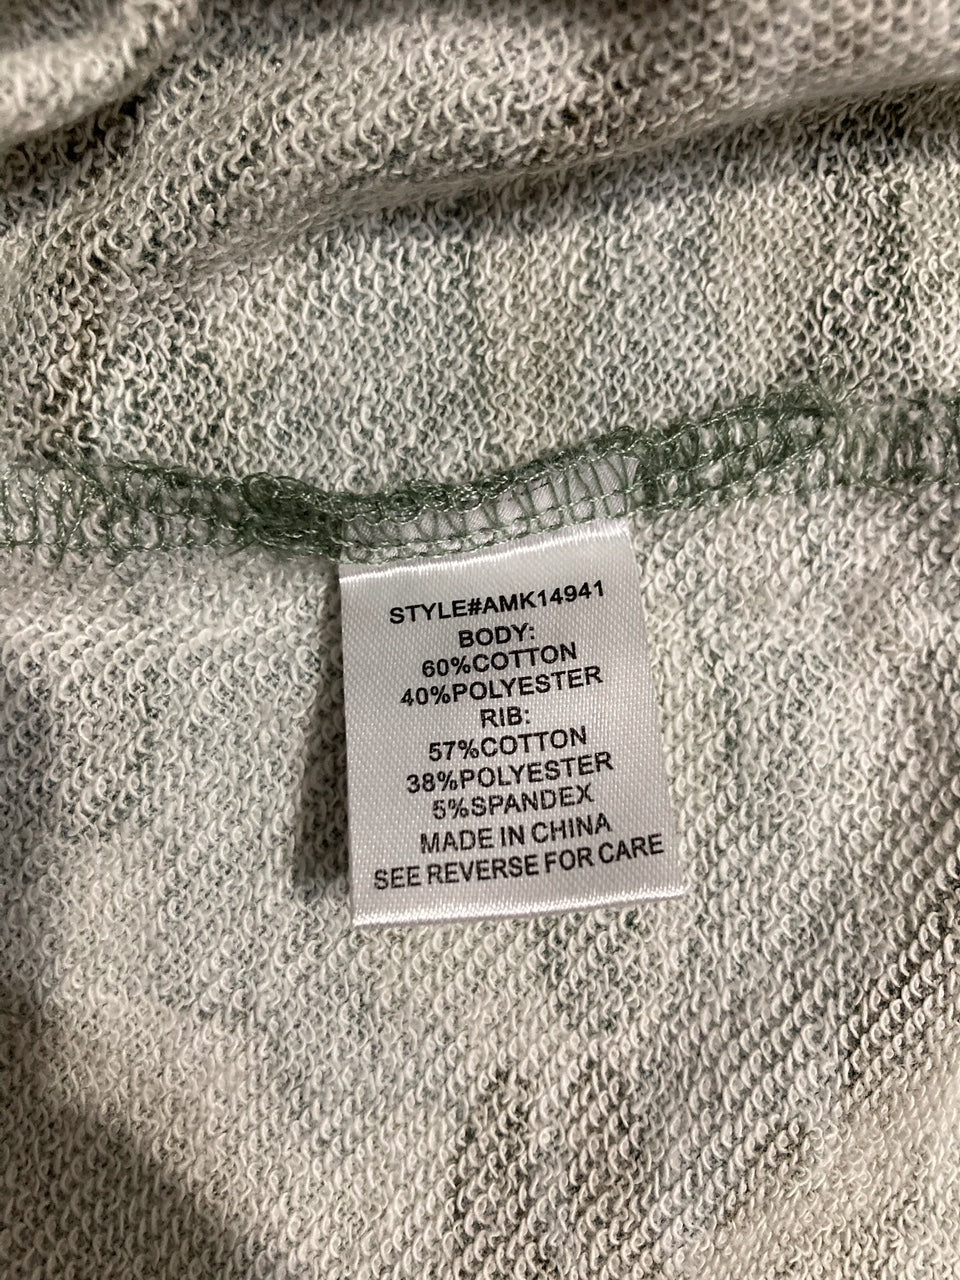 STYLE#AMK14941
BODY:
60%COTTON
40%POLYESTER
RIB:
57%COTTON
38%POLYESTER
5%SPANDEX
MADE IN CHINA
SEE REVERSE FOR CARE